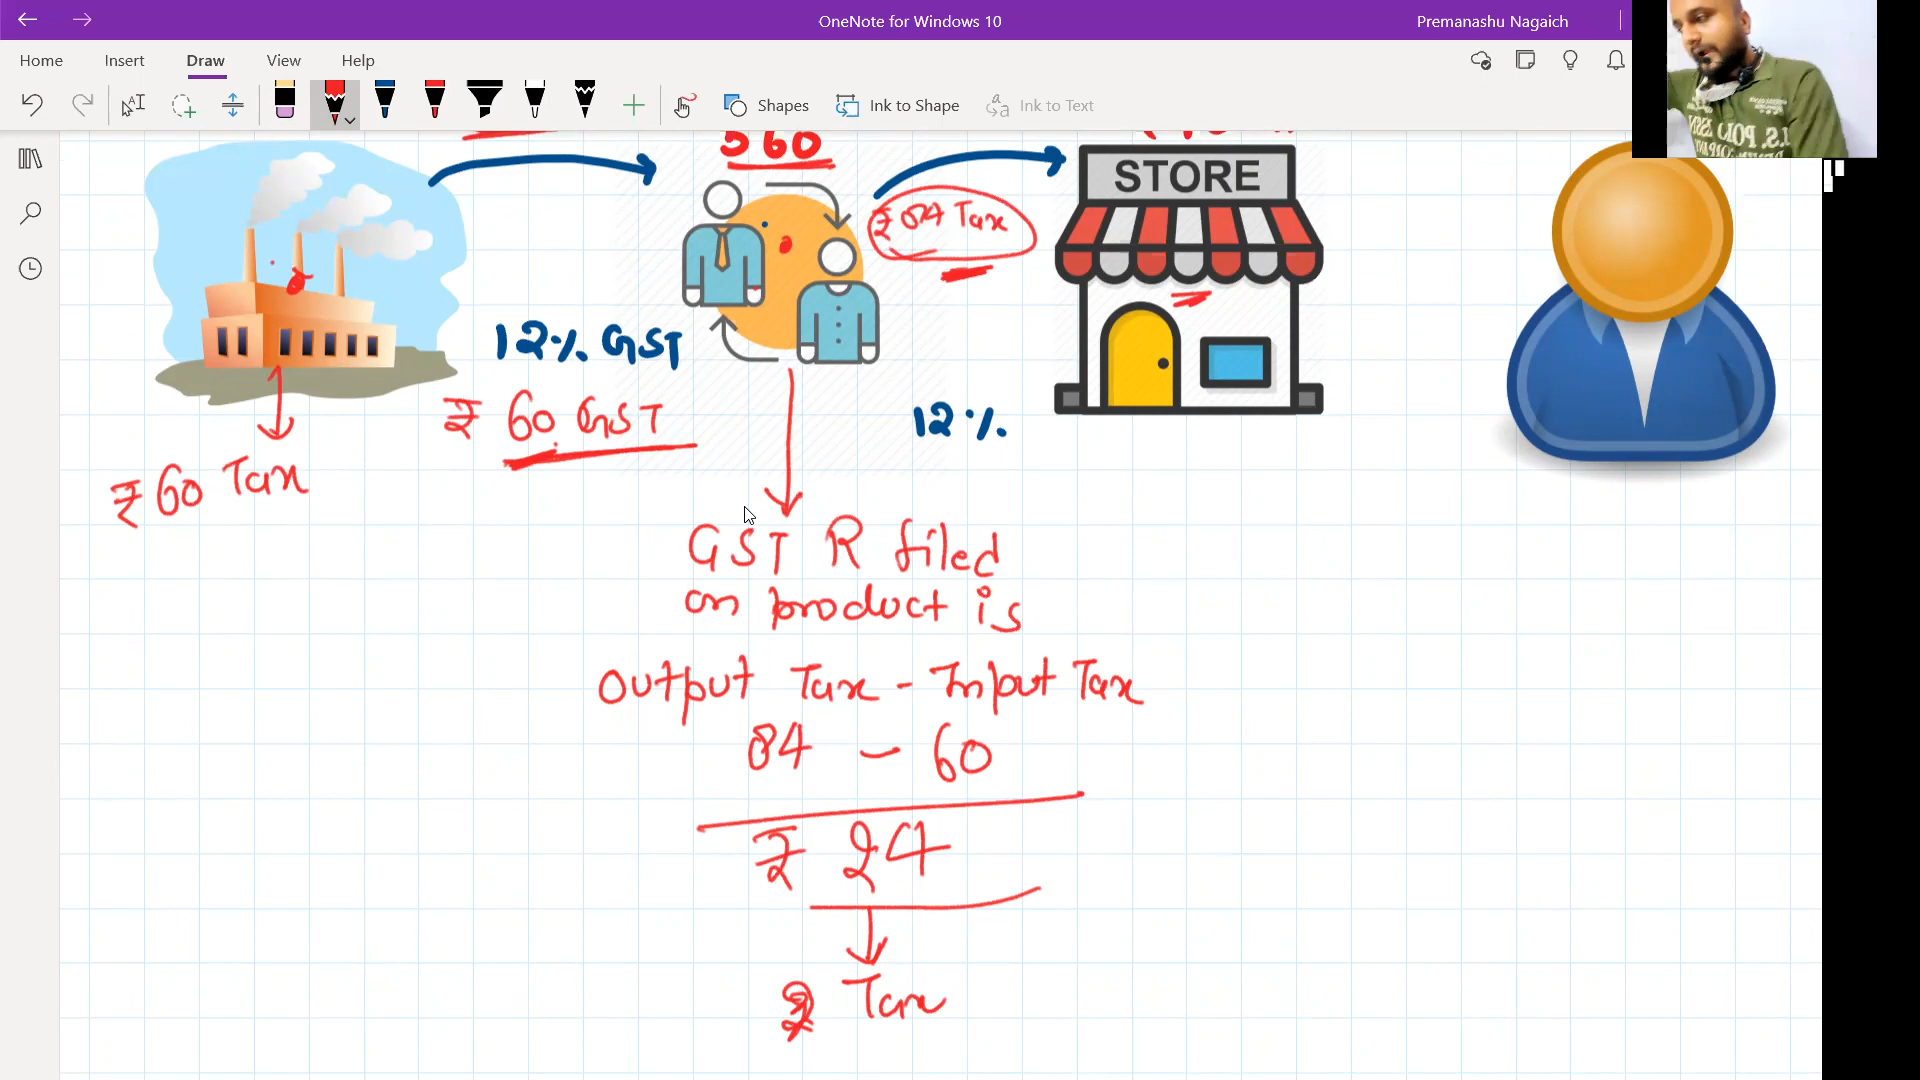 OneNote for Windows 10
Premanashu Nagaich
Home Insert Draw View Help
Shapes Ink to Shape Ink to Text
560
STORE
₹ 84 Tax
12% GST
₹ 60 GST
12 %
₹ 60 Tax
GST R filed
on product is
Output Tax - Input Tax
84 - 60
₹ 24
Tax